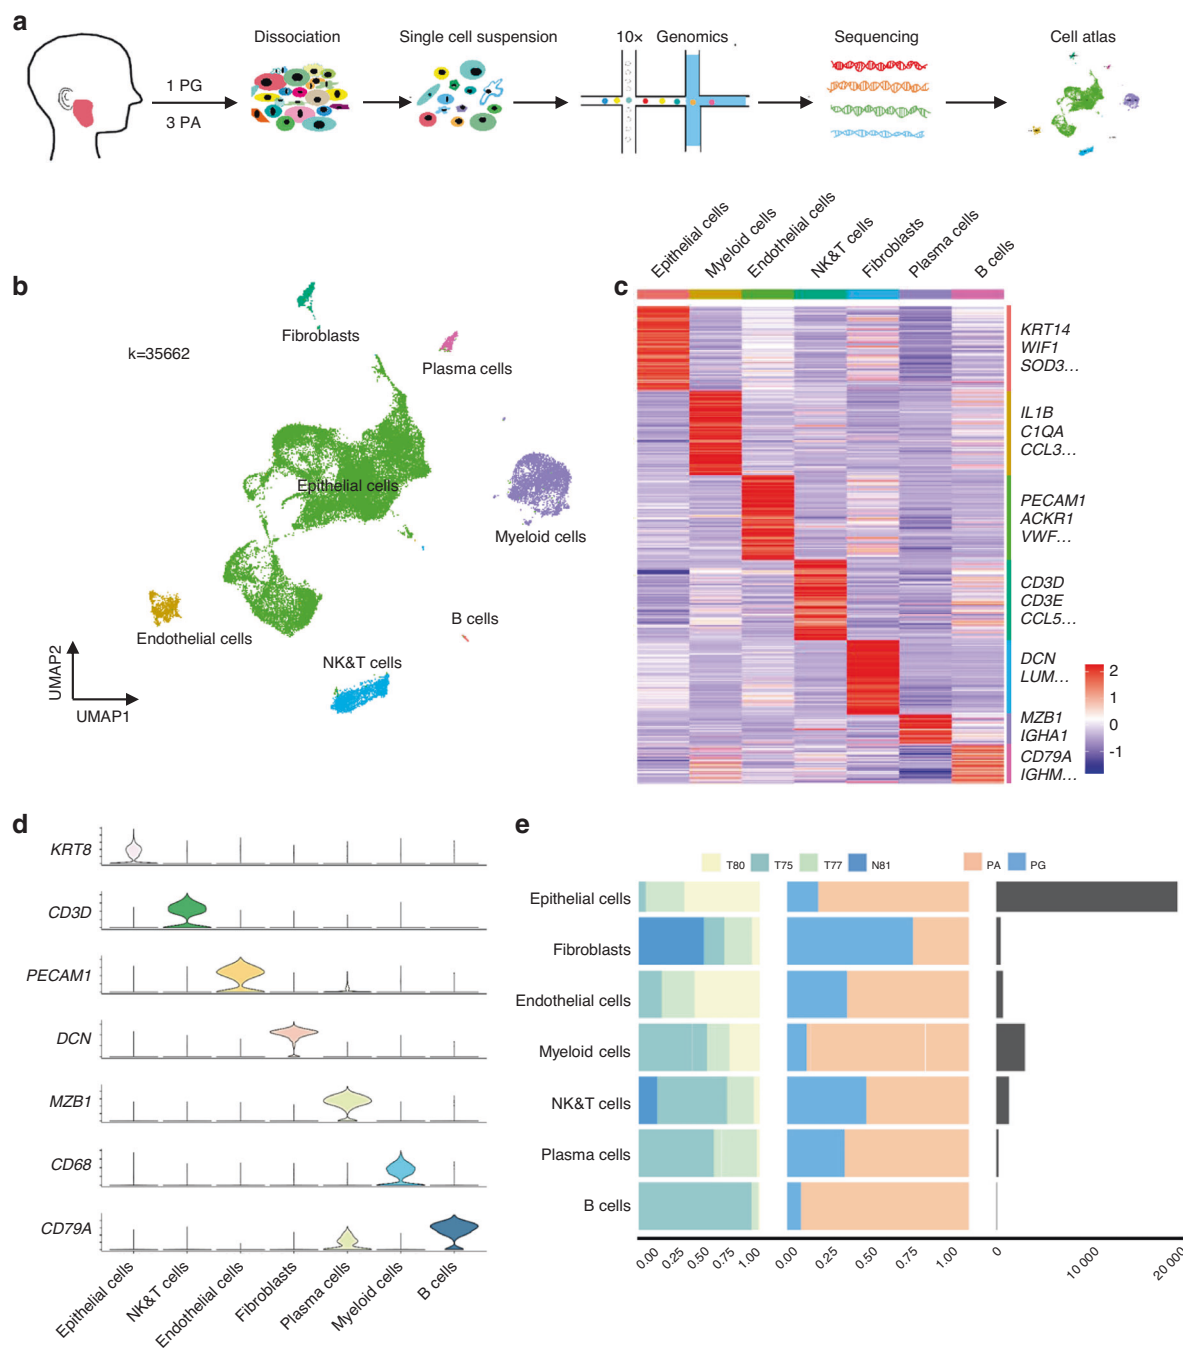 a
Dissociation
Single cell suspension
10× Genomics
Sequencing
Cell atlas
1 PG
3 PA
b
k=35662
Fibroblasts
Plasma cells
Epithelial cells
Myeloid cells
Endothelial cells
B cells
NK&T cells
UMAP2
UMAP1
c
Epithelial cells
Myeloid cells
Endothelial cells
NK&T cells
Fibroblasts
Plasma cells
B cells
KRT14
WIF1
SOD3…
IL1B
C1QA
CCL3…
PECAM1
ACKR1
VWF…
CD3D
CD3E
CCL5…
DCN
LUM…
MZB1
IGHA1
CD79A
IGHM…
2
1
0
-1
d
KRT8
CD3D
PECAM1
DCN
MZB1
CD68
CD79A
Epithelial cells
NK&T cells
Endothelial cells
Fibroblasts
Plasma cells
Myeloid cells
B cells
e
T80 T75 T77 N81
PA PG
Epithelial cells
Fibroblasts
Endothelial cells
Myeloid cells
NK&T cells
Plasma cells
B cells
0.00 0.25 0.50 0.75 1.00
0.00 0.25 0.50 0.75 1.00
0 10 000 20 000